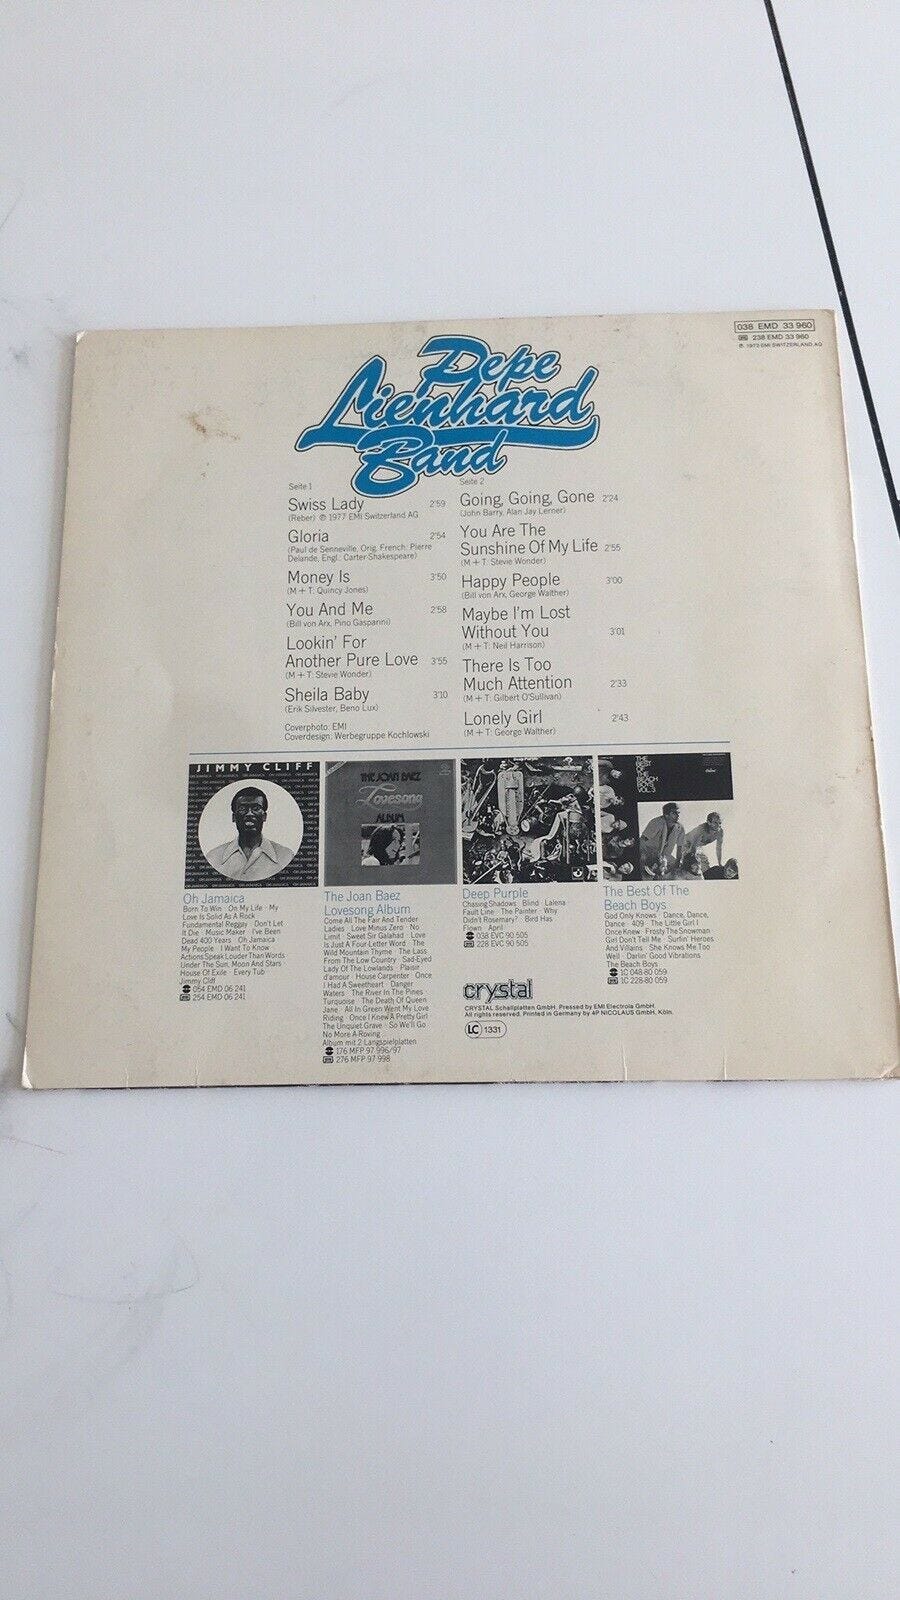 038 EMD 33 960
238 EMD 33 960
℗ 1973 EMI SWITZERLAND AG
Pepe
Lienhard
Band
Seite 1
Swiss Lady 2'59
(Reber) ℗ 1977 EMI Switzerland AG
Gloria 2'54
(Paul de Senneville, Orig. French: Pierre
Delande, Engl.: Carter-Shakespeare)
Money Is 3'50
(M + T: Quincy Jones)
You And Me 2'58
(Bill von Arx, Pino Gasparini)
Lookin' For
Another Pure Love 3'55
(M + T: Stevie Wonder)
Sheila Baby 3'10
(Erik Silvester, Beno Lux)
Coverphoto: EMI
Coverdesign: Werbegruppe Kochlowski
Seite 2
Going, Going, Gone 2'24
(John Barry, Alan Jay Lerner)
You Are The
Sunshine Of My Life 2'55
(M + T: Stevie Wonder)
Happy People 3'00
(Bill von Arx, George Walther)
Maybe I'm Lost
Without You 3'01
(M + T: Neil Harrison)
There Is Too
Much Attention 2'33
(M + T: Gilbert O'Sullivan)
Lonely Girl 2'43
(M + T: George Walther)
JIMMY CLIFF
Oh Jamaica
Born To Win · On My Life · My
Love Is Solid As A Rock
Fundamental Reggay · Don't Let
It Die · Music Maker · I've Been
Dead 400 Years · Oh Jamaica
My People · I Want To Know
Actions Speak Louder Than Words
Under The Sun, Moon And Stars
House Of Exile · Every Tub
Jimmy Cliff
054 EMD 06 241
254 EMD 06 241
THE JOAN BAEZ
Lovesong
ALBUM
The Joan Baez
Lovesong Album
Come All The Fair And Tender
Ladies · Love Minus Zero · No
Limit · Sweet Sir Galahad · Love
Is Just A Four-Letter Word · The
Wild Mountain Thyme · The Lass
From The Low Country · Sad-Eyed
Lady Of The Lowlands · Plaisir
d'amour · House Carpenter · Once
I Had A Sweetheart · Danger
Waters · The River In The Pines
Turquoise · The Death Of Queen
Jane · All In Green Went My Love
Riding · Once I Knew A Pretty Girl
The Unquiet Grave · So We'll Go
No More A-Roving
Album mit 2 Langspielplatten
176 MFP 97 996/97
276 MFP 97 998
Deep Purple
Chasing Shadows · Blind · Lalena
Fault Line · The Painter · Why
Didn't Rosemary? · Bird Has
Flown · April
038 EVC 90 505
228 EVC 90 505
THE
BEST
OF
THE
BEACH
BOYS
VOL.3
The Best Of The
Beach Boys
God Only Knows · Dance, Dance,
Dance · 409 · The Little Girl I
Once Knew · Frosty The Snowman
Girl Don't Tell Me · Surfin' Heroes
And Villains · She Knows Me Too
Well · Darlin' Good Vibrations
The Beach Boys
1C 048-80 059
1C 228-80 059
crystal
CRYSTAL Schallplatten GmbH. Pressed by EMI Electrola GmbH.
All rights reserved. Printed in Germany by 4P NICOLAUS GmbH, Köln.
LC 1331